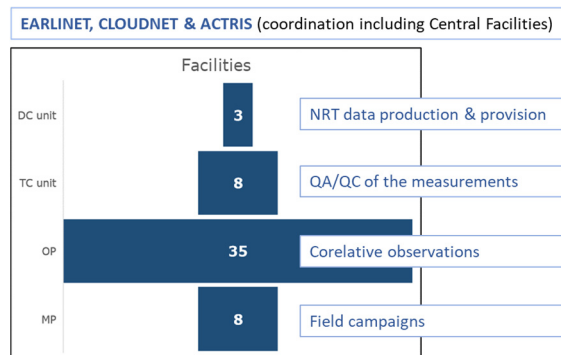 EARLINET, CLOUDNET & ACTRIS (coordination including Central Facilities)
Facilities
DC unit 3 NRT data production & provision
TC unit 8 QA/QC of the measurements
OP 35 Corelative observations
MP 8 Field campaigns